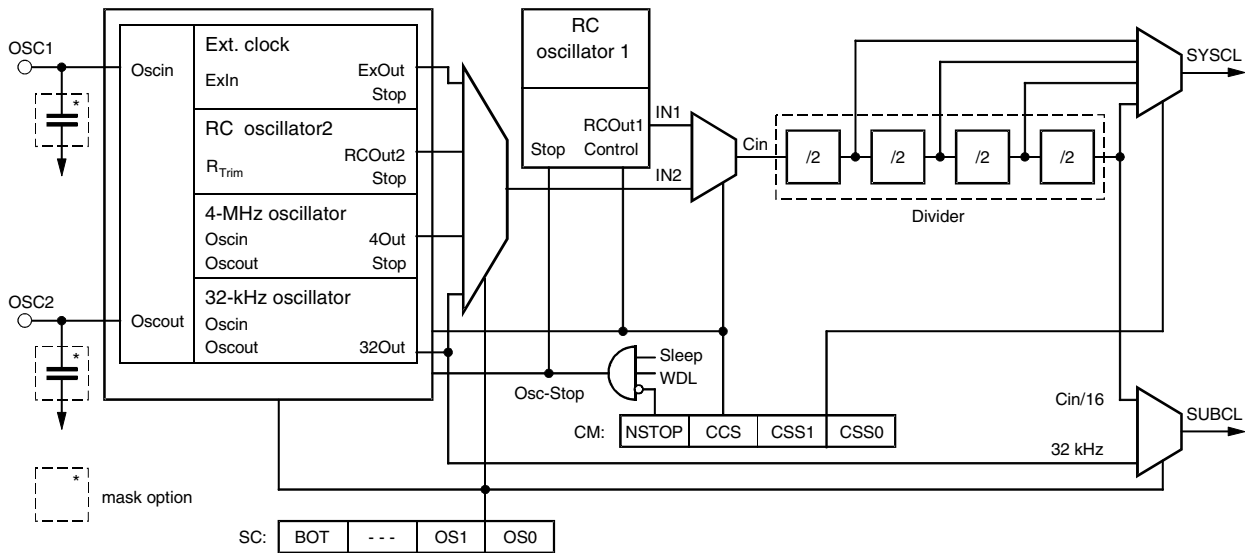 OSC1
Oscin
Ext. clock
ExIn
ExOut
Stop
RC oscillator2
RCOut2
RTrim
Stop
4-MHz oscillator
Oscin
4Out
Oscout
Stop
32-kHz oscillator
Oscin
Oscout
32Out
OSC2
Oscout
*
*
*
mask option
RC
oscillator 1
RCOut1
Stop
Control
IN1
IN2
Cin
/2
/2
/2
/2
Divider
SYSCL
Sleep
WDL
Osc-Stop
CM:
NSTOP
CCS
CSS1
CSS0
Cin/16
32 kHz
SUBCL
SC:
BOT
- - -
OS1
OS0